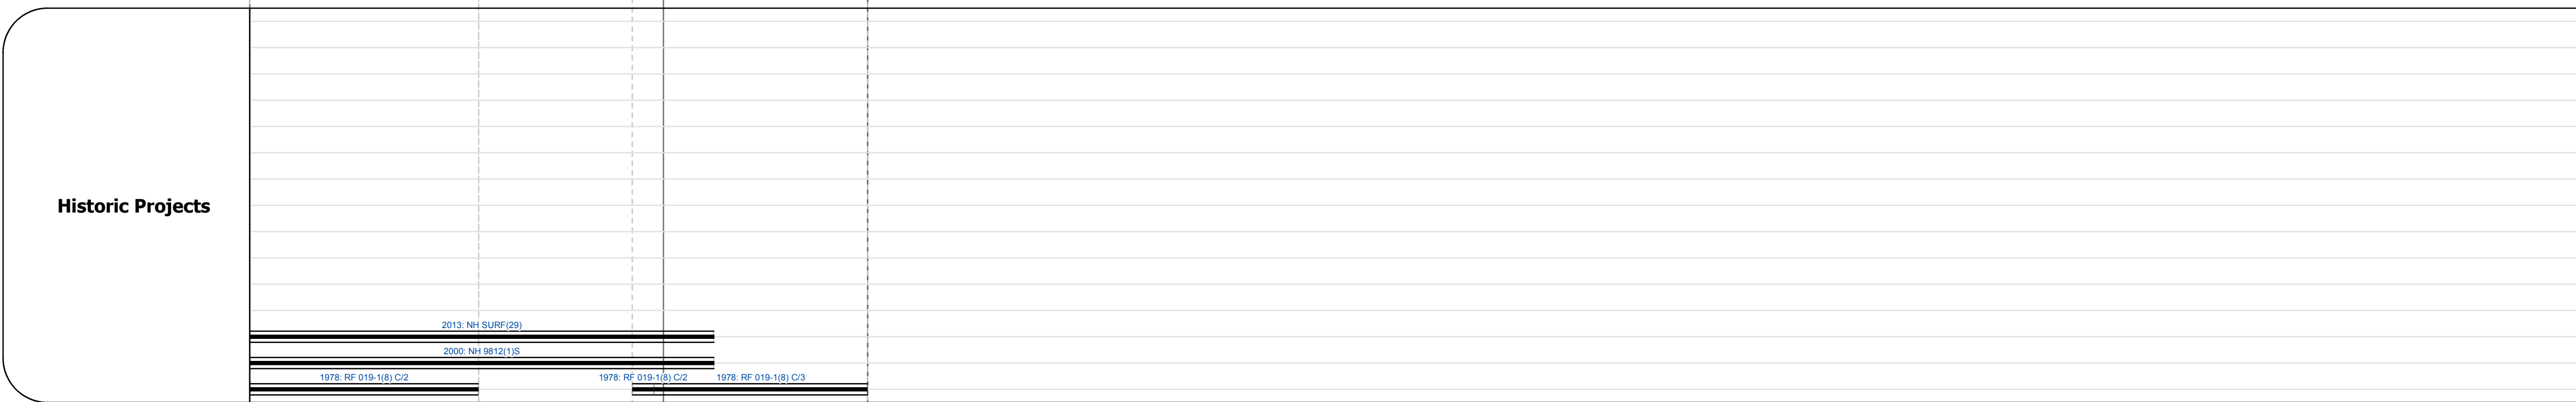 Historic Projects
2013: NH SURF(29)
2000: NH 9812(1)S
1978: RF 019-1(8) C/2
1978: RF 019-1(8) C/2
1978: RF 019-1(8) C/3